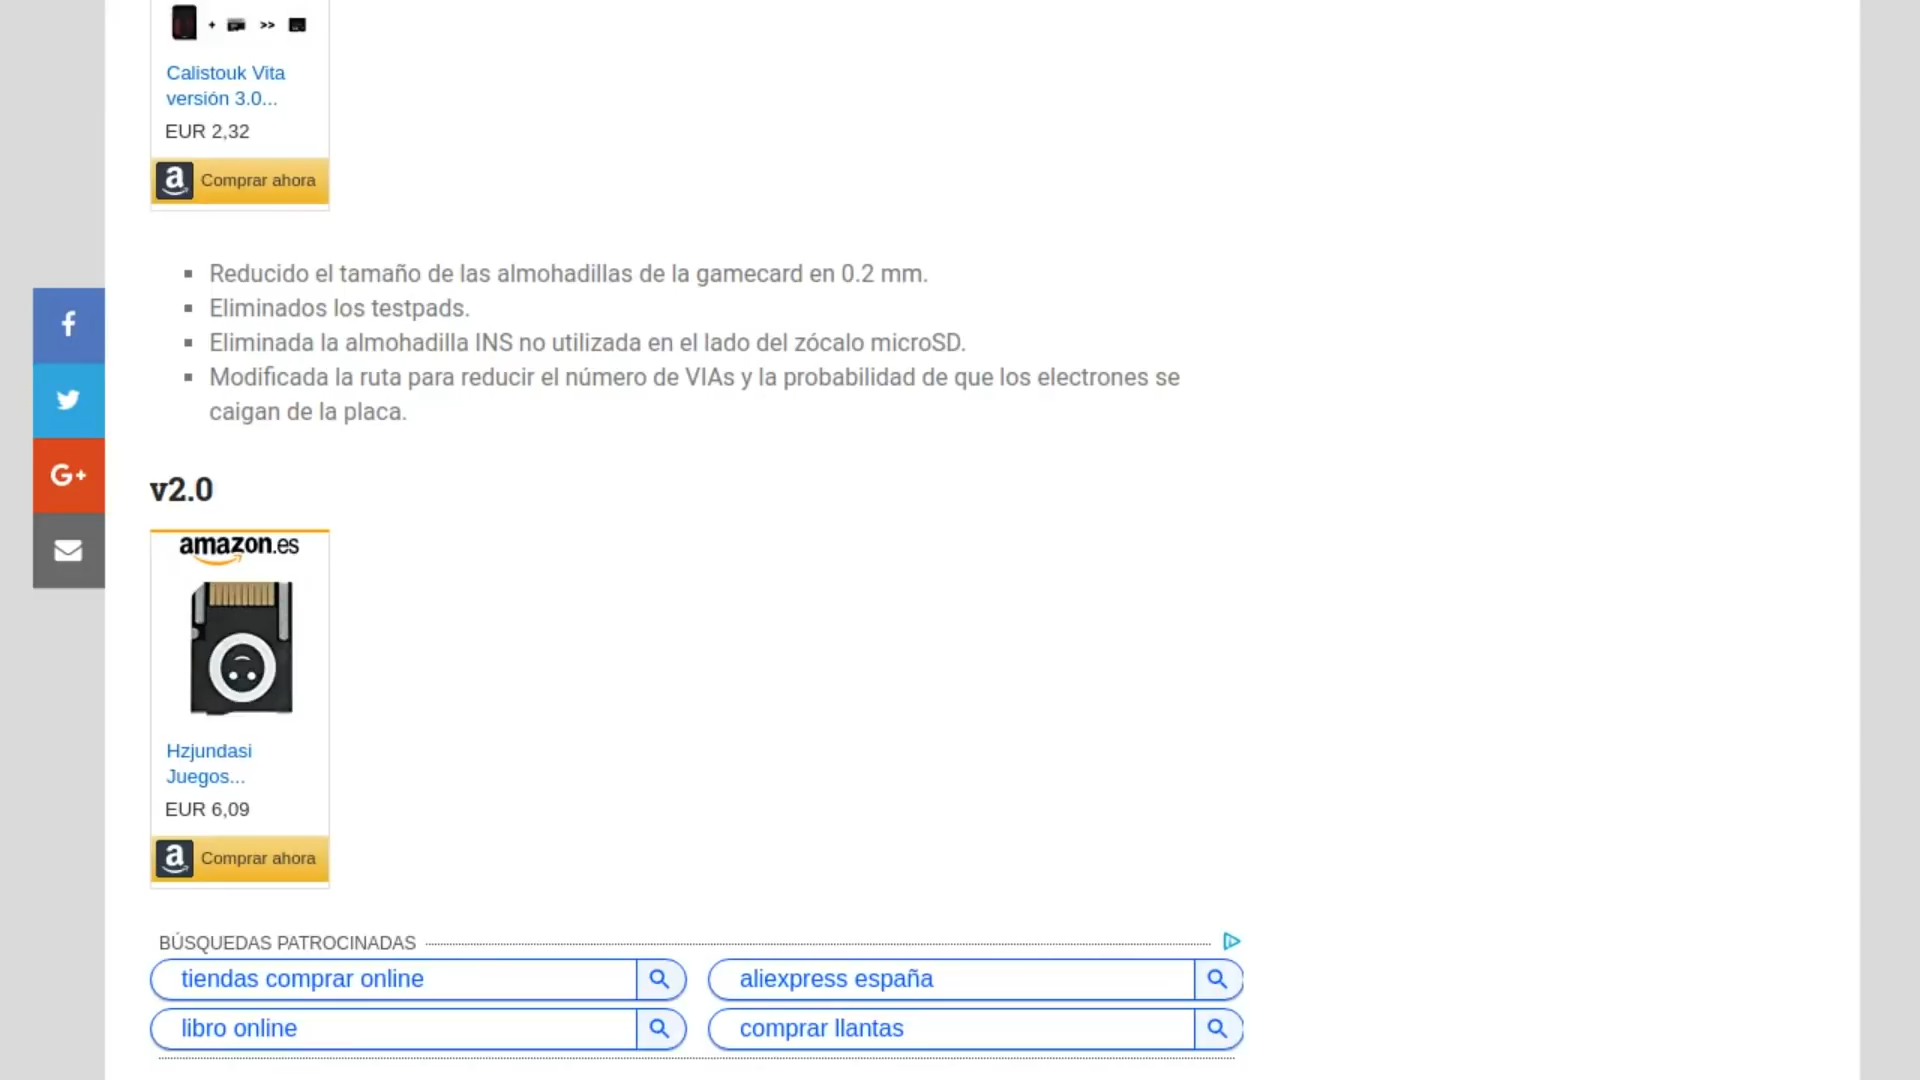 Calistouk Vita
versión 3.0...
EUR 2,32
a Comprar ahora
Reducido el tamaño de las almohadillas de la gamecard en 0.2 mm.
Eliminados los testpads.
Eliminada la almohadilla INS no utilizada en el lado del zócalo microSD.
Modificada la ruta para reducir el número de VIAs y la probabilidad de que los electrones se
caigan de la placa.
G+
v2.0
amazon.es
Hzjundasi
Juegos...
EUR 6,09
a Comprar ahora
BÚSQUEDAS PATROCINADAS
tiendas comprar online
aliexpress españa
libro online
comprar llantas